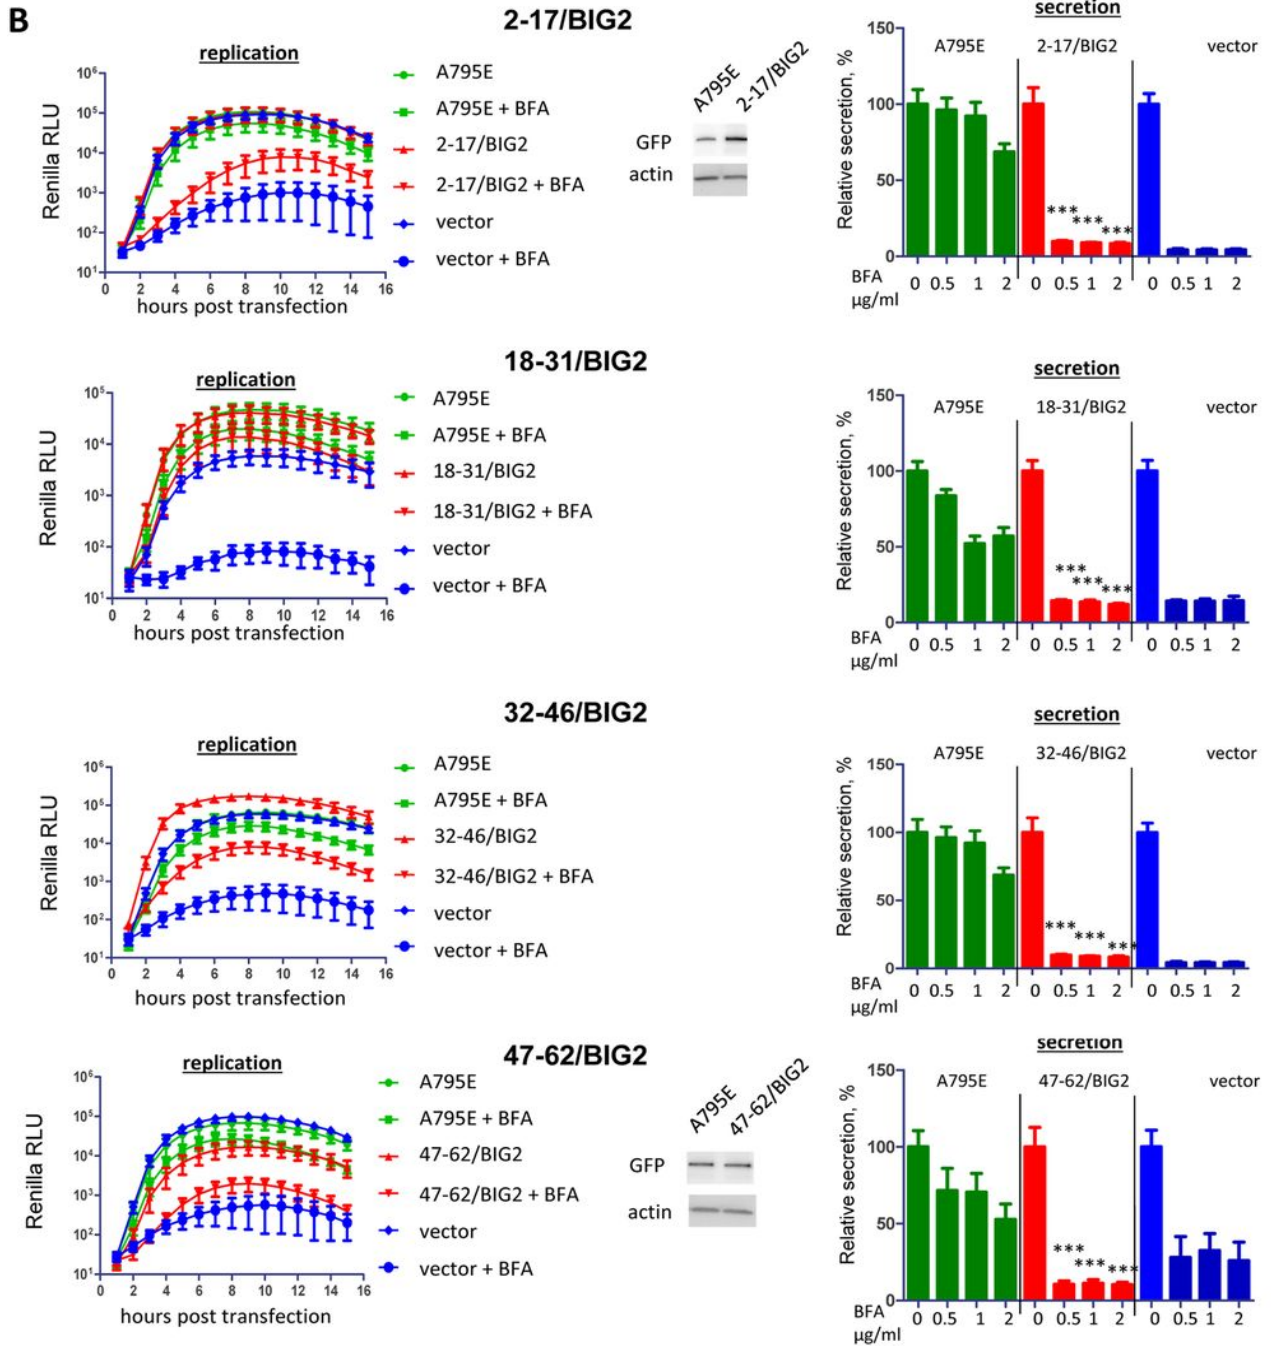 B
2-17/BIG2
replication
Renilla RLU
10⁶
10⁵
10⁴
10³
10²
10¹
0 2 4 6 8 10 12 14 16
hours post transfection
A795E
A795E + BFA
2-17/BIG2
2-17/BIG2 + BFA
vector
vector + BFA
A795E 2-17/BIG2
GFP
actin
secretion
Relative secretion, %
150
100
50
0
A795E 2-17/BIG2 vector
*** *** ***
BFA µg/ml
0 0.5 1 2 0 0.5 1 2 0 0.5 1 2
18-31/BIG2
replication
Renilla RLU
10⁵
10⁴
10³
10²
10¹
0 2 4 6 8 10 12 14 16
hours post transfection
A795E
A795E + BFA
18-31/BIG2
18-31/BIG2 + BFA
vector
vector + BFA
secretion
Relative secretion, %
150
100
50
0
A795E 18-31/BIG2 vector
*** *** ***
BFA µg/ml
0 0.5 1 2 0 0.5 1 2 0 0.5 1 2
32-46/BIG2
replication
Renilla RLU
10⁶
10⁵
10⁴
10³
10²
10¹
0 2 4 6 8 10 12 14 16
hours post transfection
A795E
A795E + BFA
32-46/BIG2
32-46/BIG2 + BFA
vector
vector + BFA
secretion
Relative secretion, %
150
100
50
0
A795E 32-46/BIG2 vector
*** *** ***
BFA µg/ml
0 0.5 1 2 0 0.5 1 2 0 0.5 1 2
47-62/BIG2
replication
Renilla RLU
10⁶
10⁵
10⁴
10³
10²
10¹
0 2 4 6 8 10 12 14 16
hours post transfection
A795E
A795E + BFA
47-62/BIG2
47-62/BIG2 + BFA
vector
vector + BFA
A795E 47-62/BIG2
GFP
actin
secretion
Relative secretion, %
150
100
50
0
A795E 47-62/BIG2 vector
*** *** ***
BFA µg/ml
0 0.5 1 2 0 0.5 1 2 0 0.5 1 2